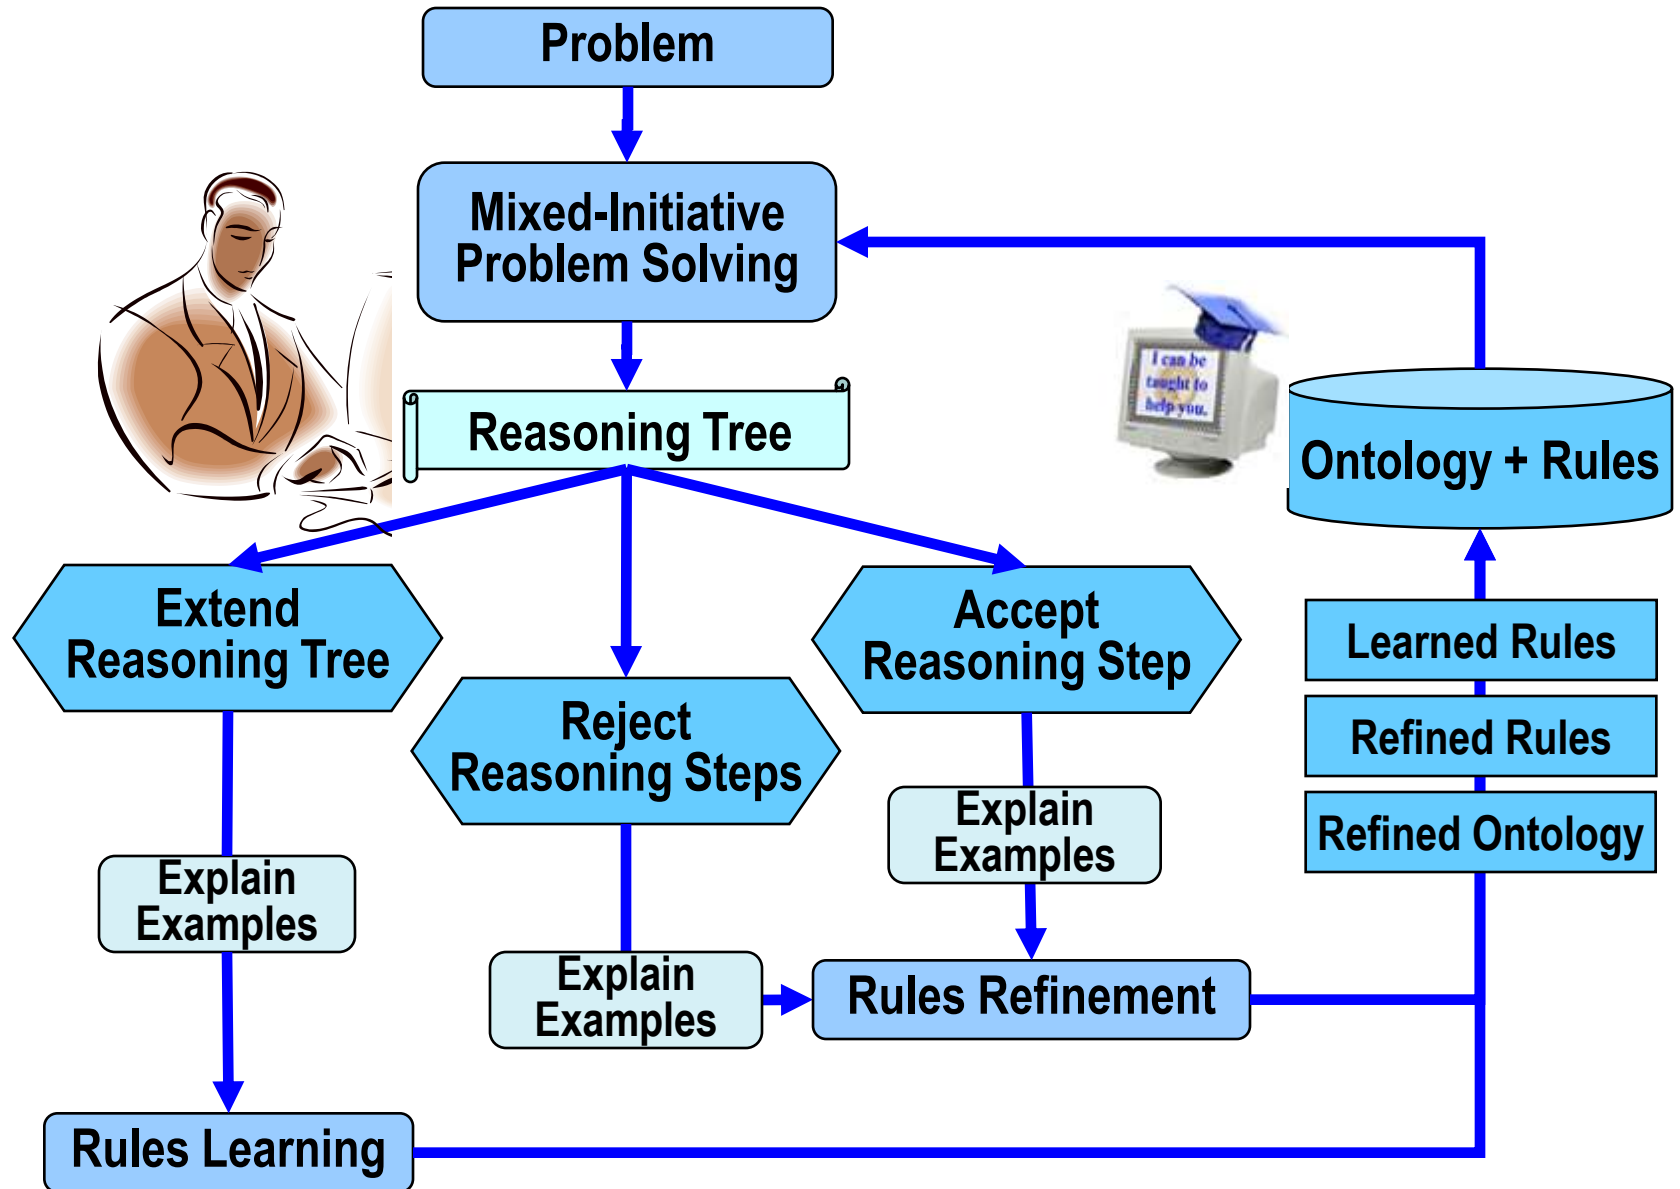 Problem
Mixed-Initiative
Problem Solving
I can be
taught to
help you.
Reasoning Tree
Ontology + Rules
Extend
Reasoning Tree
Accept
Reasoning Step
Learned Rules
Reject
Reasoning Steps
Refined Rules
Explain
Examples
Refined Ontology
Explain
Examples
Explain
Examples
Rules Refinement
Rules Learning